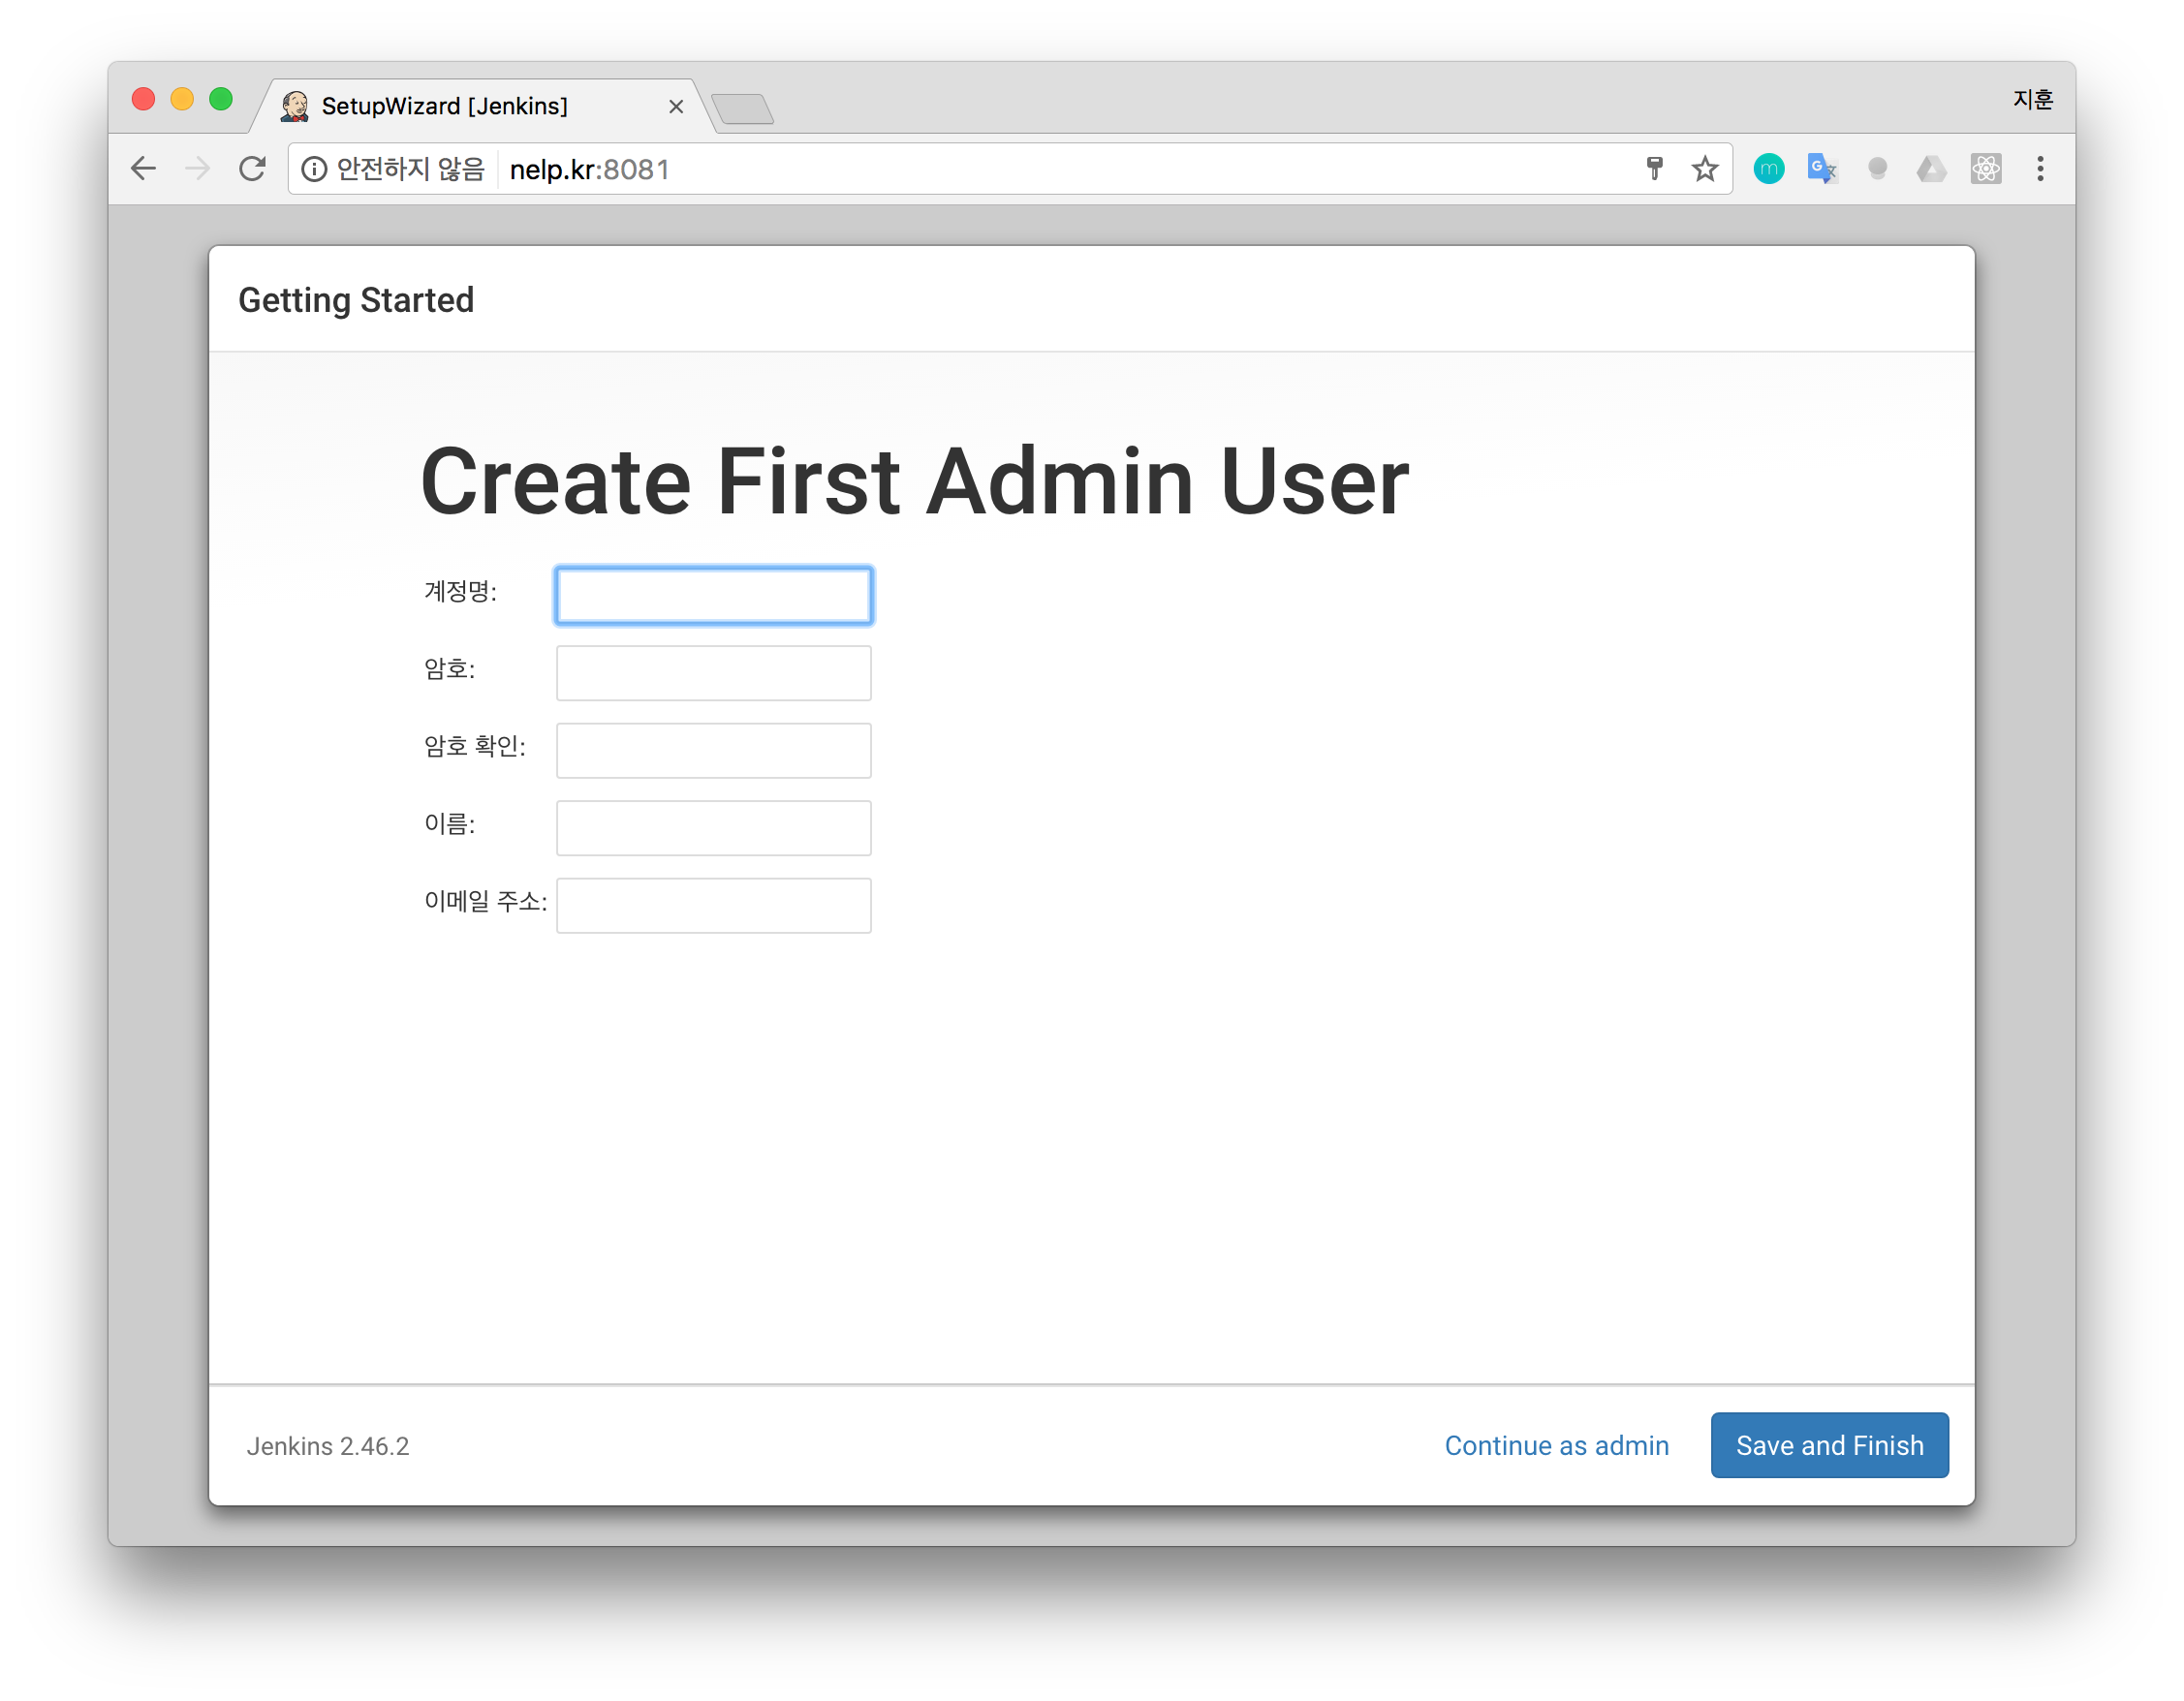 SetupWizard [Jenkins]
지훈
안전하지 않음 nelp.kr:8081
Getting Started
Create First Admin User
계정명:
암호:
암호 확인:
이름:
이메일 주소:
Jenkins 2.46.2
Continue as admin
Save and Finish